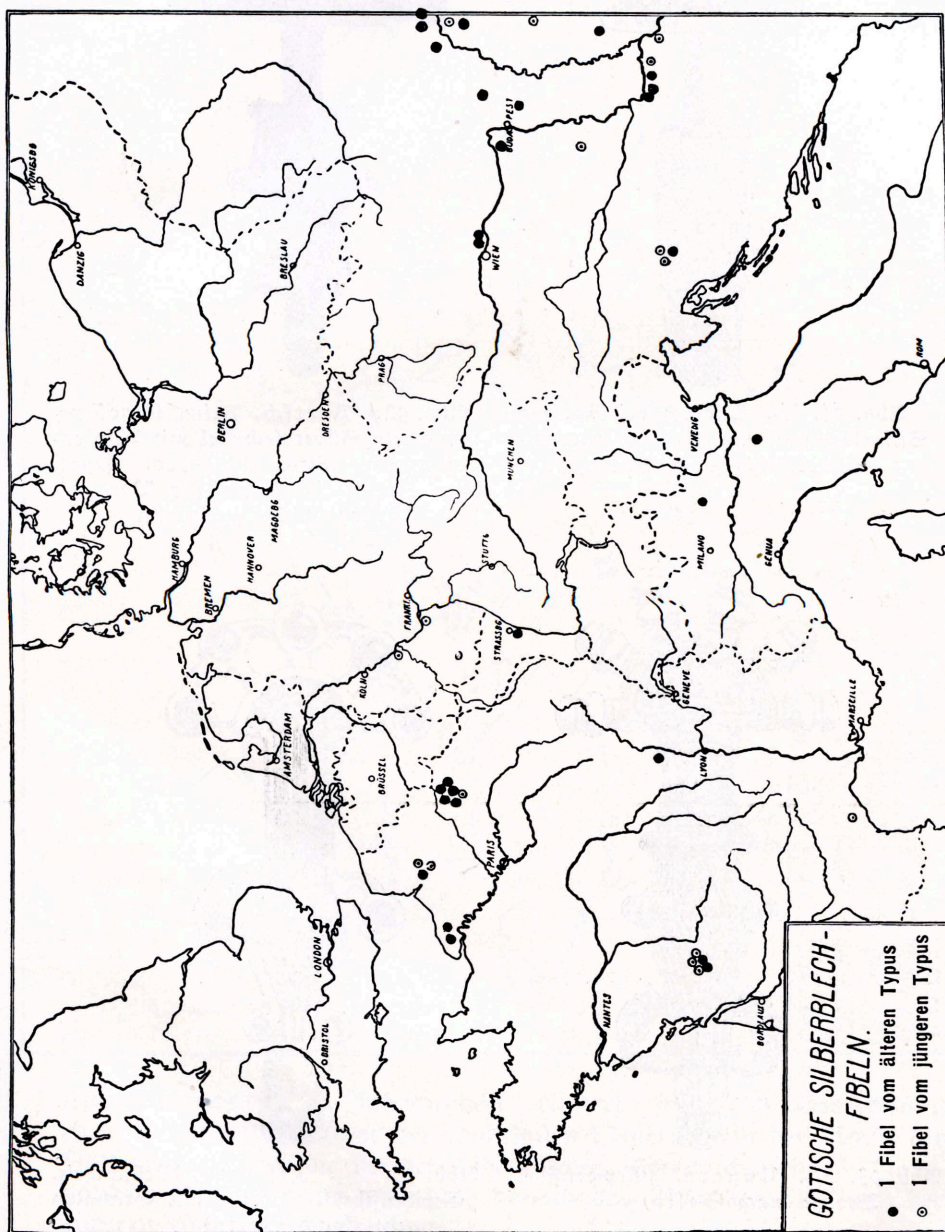 KÖNIGSBG
DANZIG
HAMBURG
BREMEN
BERLIN
HANNOVER
MAGDEBG
BRESLAU
AMSTERDAM
LONDON
BRISTOL
BRÜSSEL
KÖLN
DRESDEN
FRANKF
PRAG
PARIS
STRASSBG
STUTTG
MÜNCHEN
WIEN
BUDAPEST
NANTES
GENEVE
LYON
MILANO
VENEDIG
GENUA
MARSEILLE
ROM
GOTISCHE SILBERBLECH-
FIBELN.
1 Fibel vom älteren Typus
1 Fibel vom jüngeren Typus